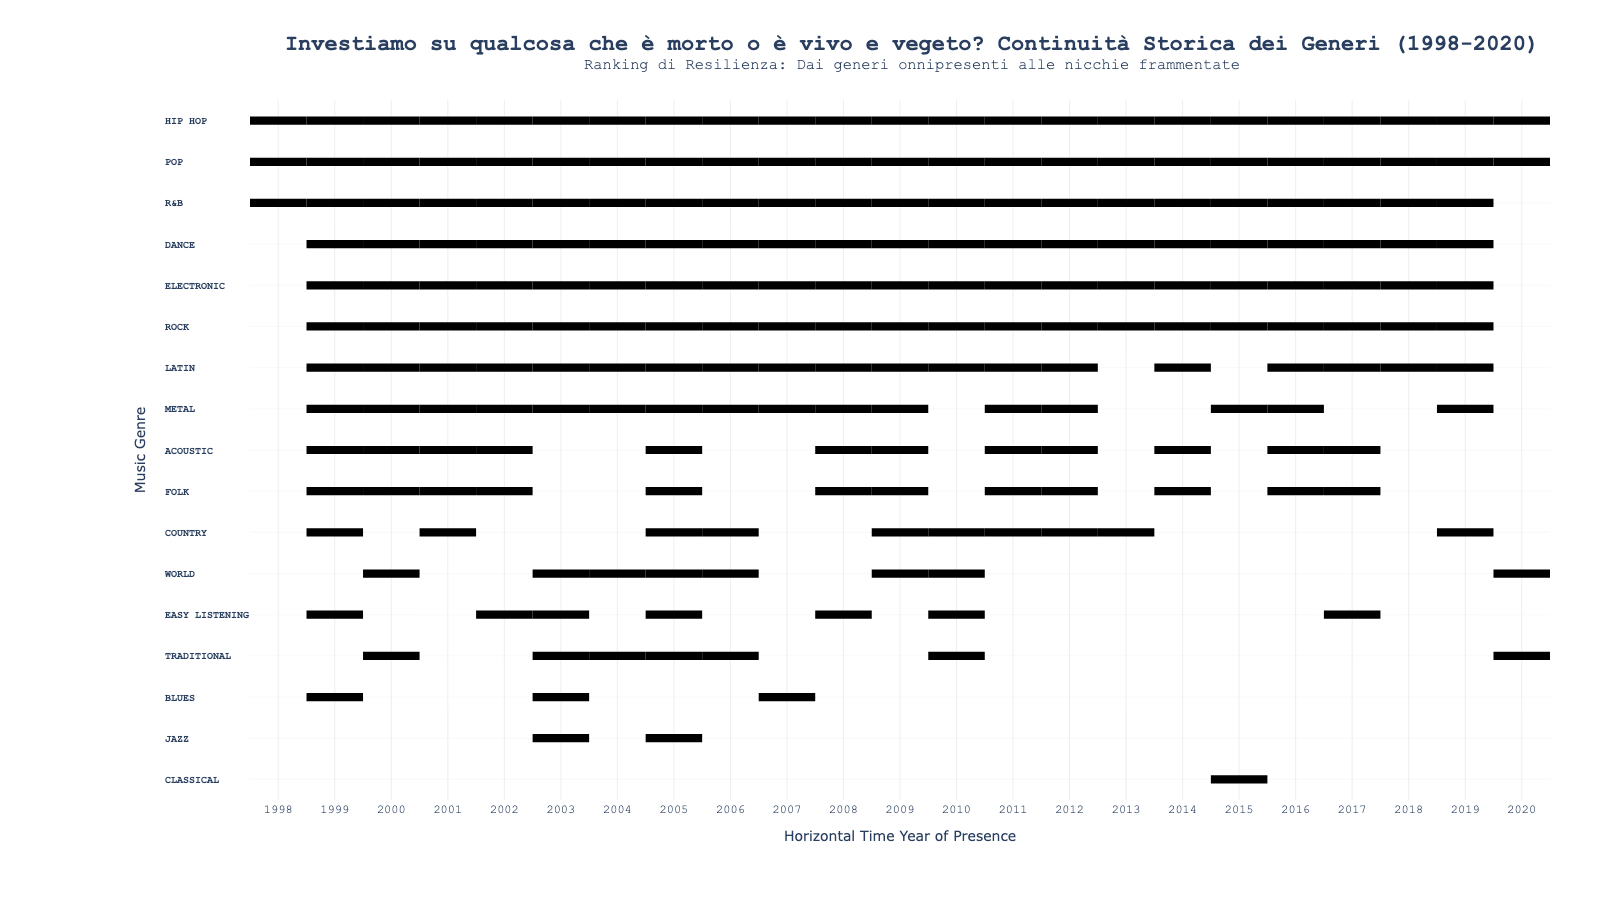 Investiamo su qualcosa che è morto o è vivo e vegeto? Continuità Storica dei Generi (1998-2020)
Ranking di Resilienza: Dai generi onnipresenti alle nicchie frammentate
HIP HOP
POP
R&B
DANCE
ELECTRONIC
ROCK
LATIN
METAL
ACOUSTIC
FOLK
COUNTRY
WORLD
EASY LISTENING
TRADITIONAL
BLUES
JAZZ
CLASSICAL
Music Genre
1998 1999 2000 2001 2002 2003 2004 2005 2006 2007 2008 2009 2010 2011 2012 2013 2014 2015 2016 2017 2018 2019 2020
Horizontal Time Year of Presence